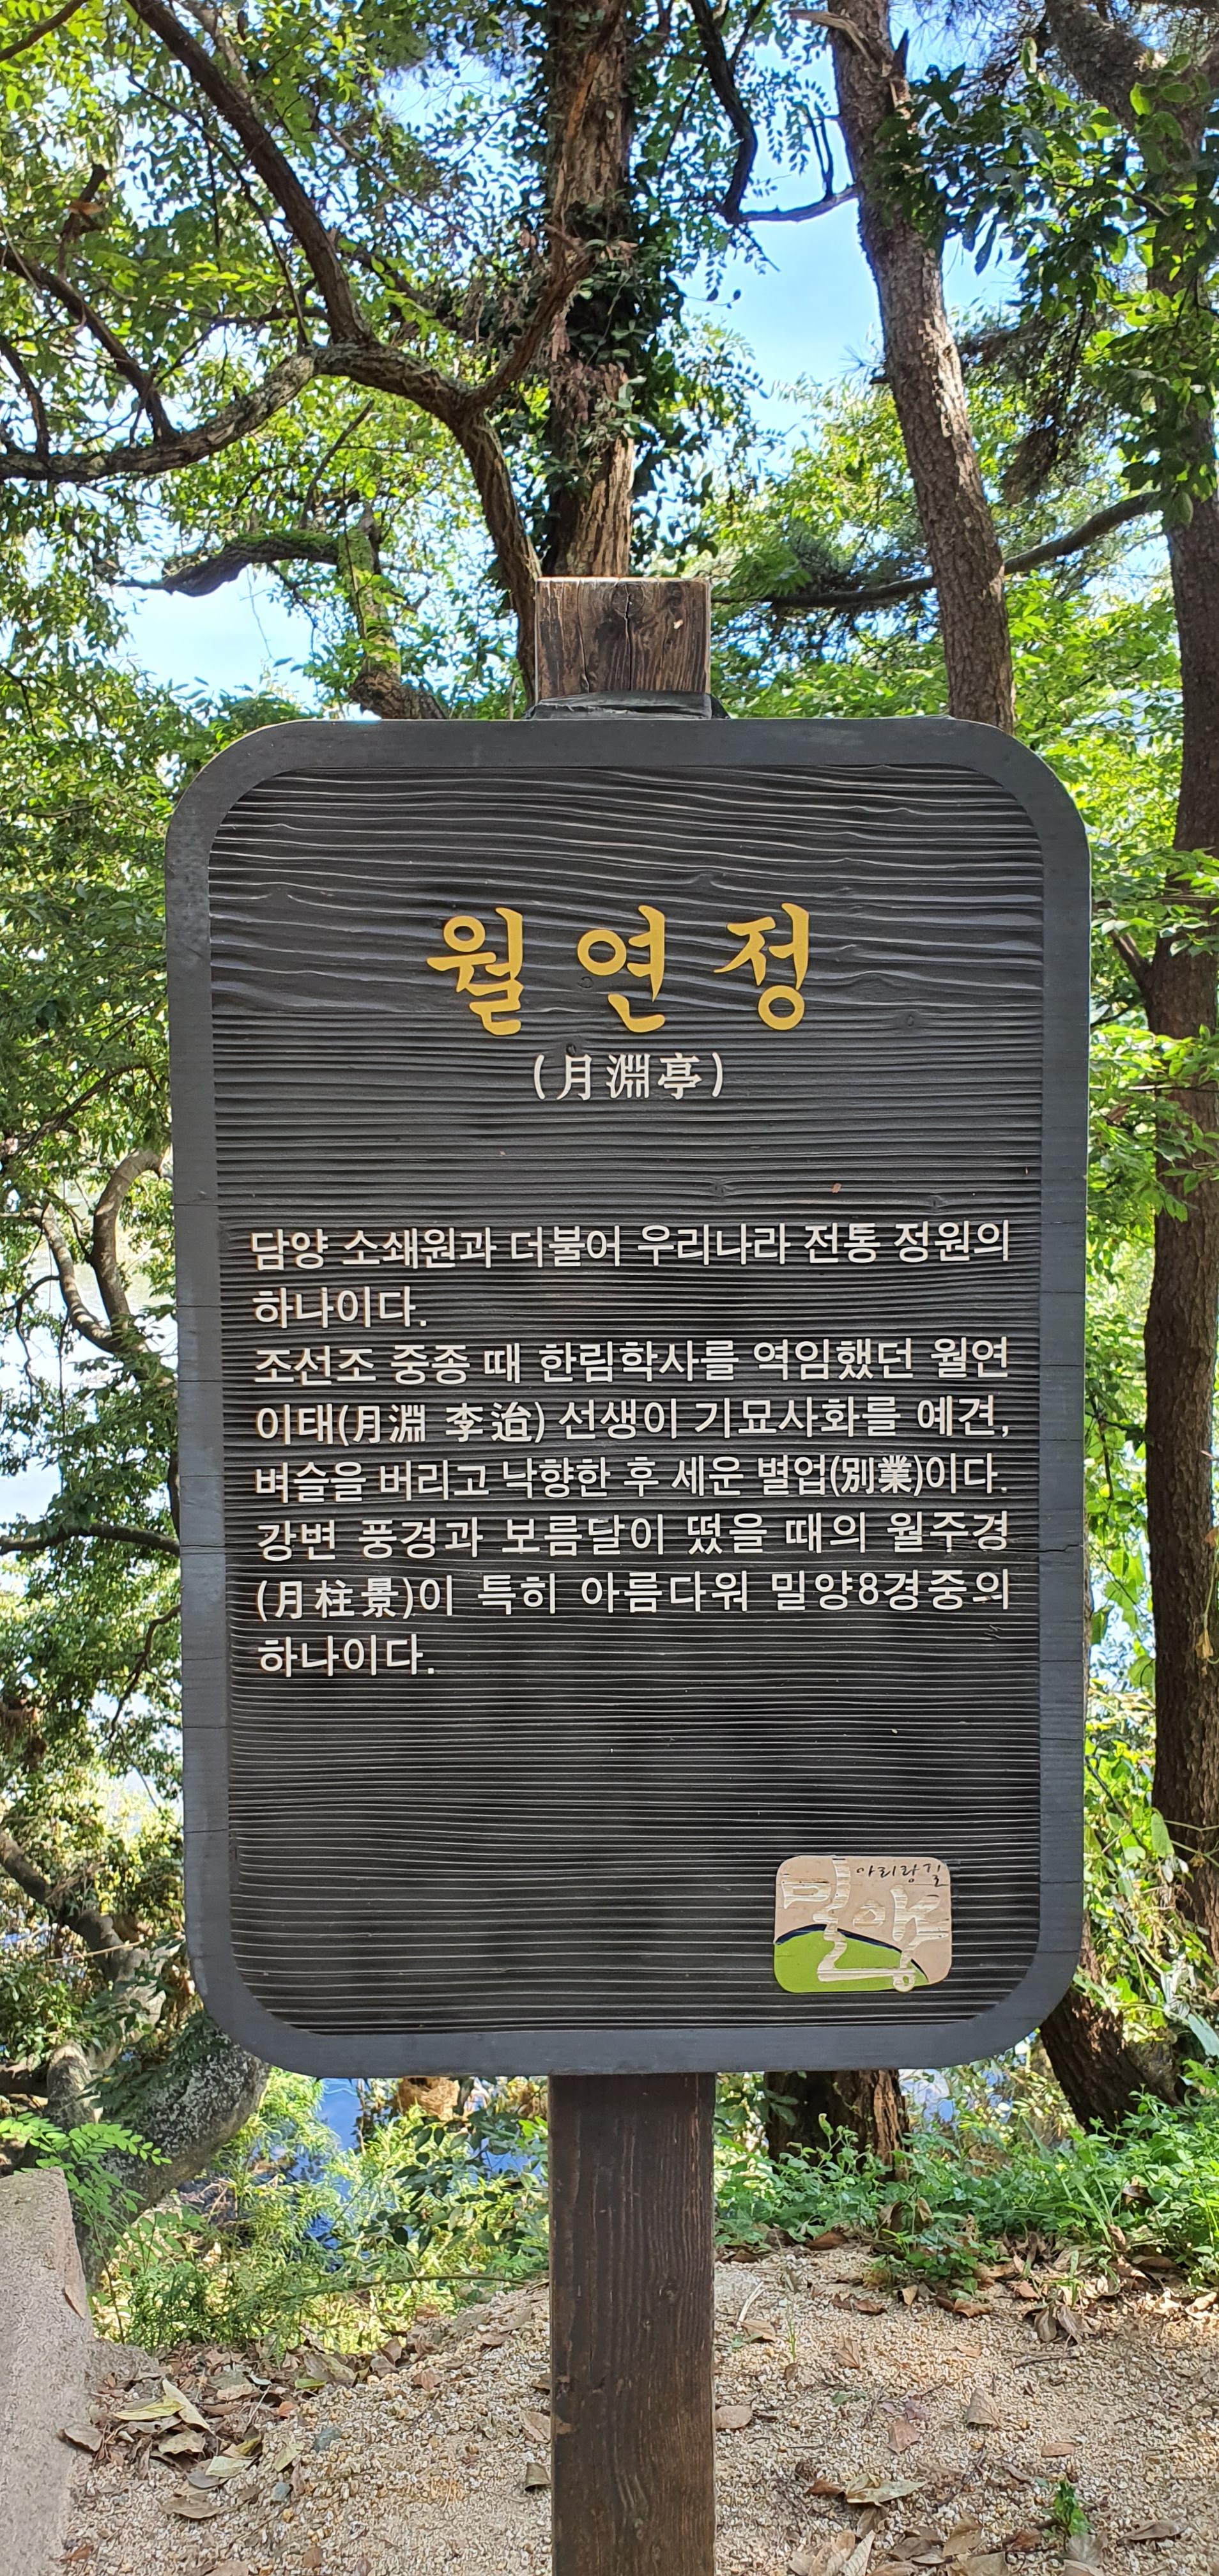 월연정
(月淵亭)
담양 소쇄원과 더불어 우리나라 전통 정원의
하나이다.
조선조 중종 때 한림학사를 역임했던 월연
이태(月淵 李迨) 선생이 기묘사화를 예견,
벼슬을 버리고 낙향한 후 세운 별업(別業)이다.
강변 풍경과 보름달이 떴을 때의 월주경
(月柱景)이 특히 아름다워 밀양8경중의
하나이다.
아리랑길
밀양